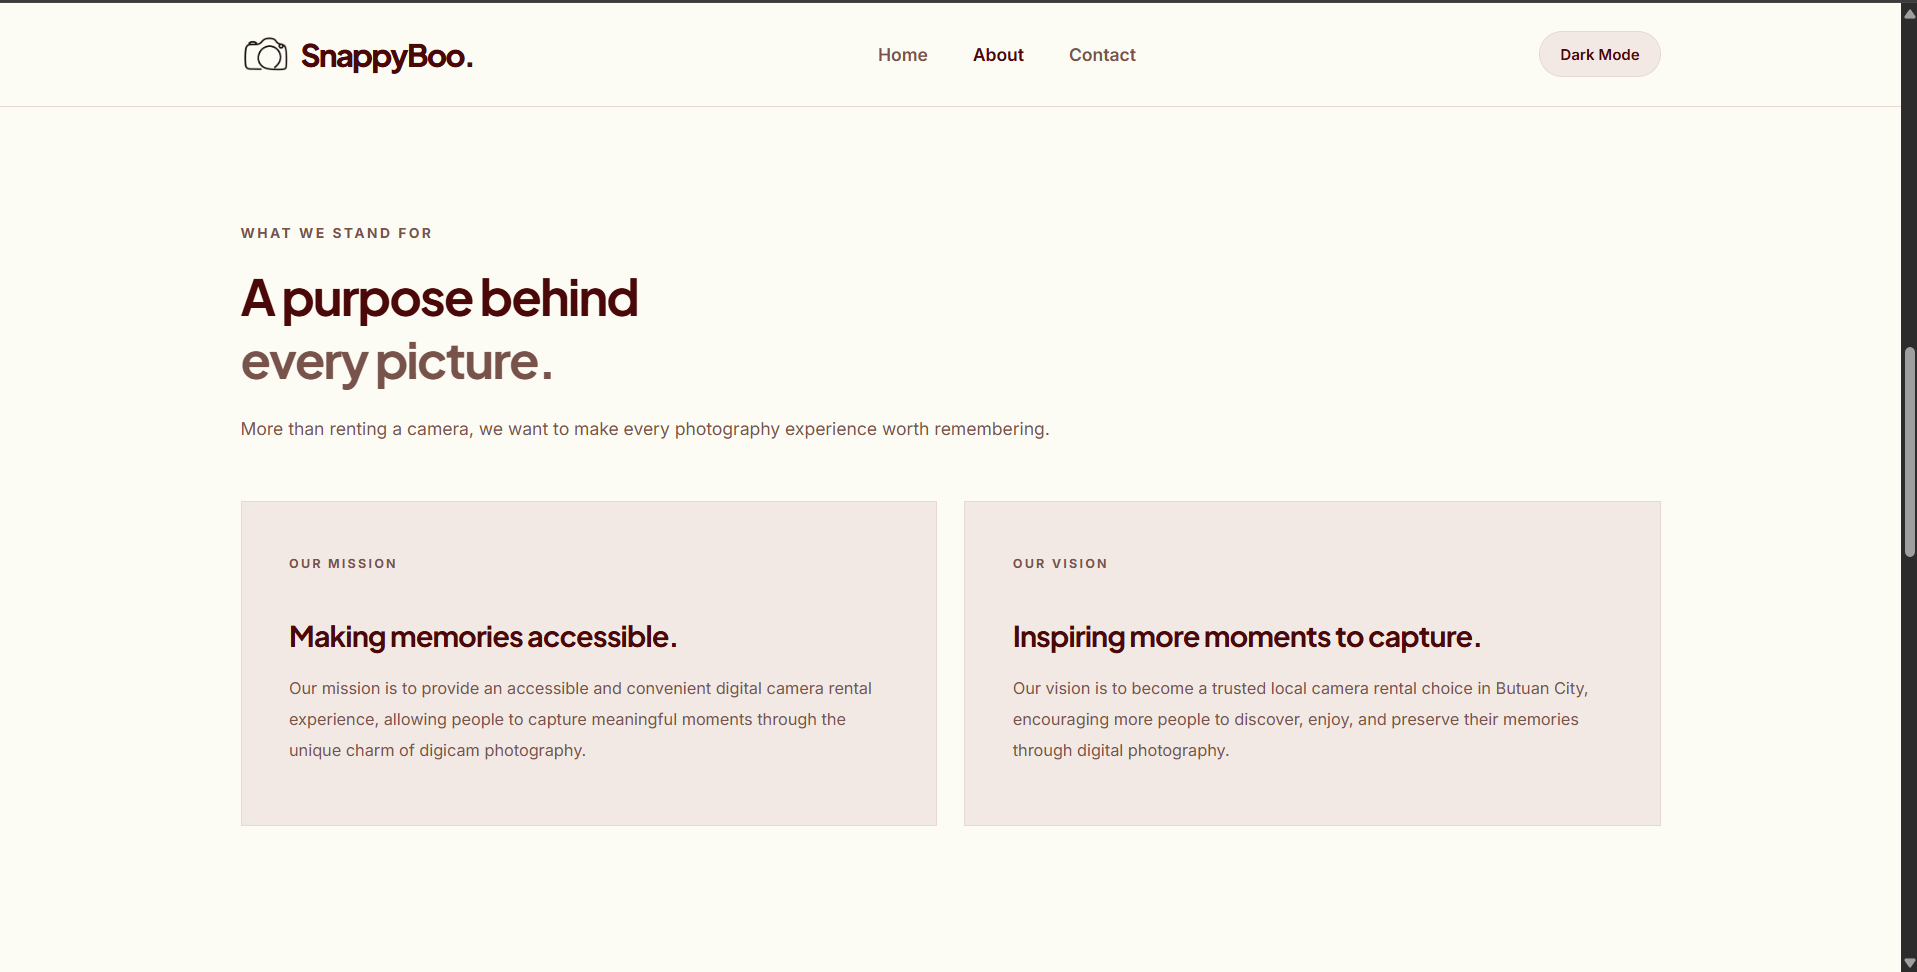 SnappyBoo.
Home
About
Contact
Dark Mode
WHAT WE STAND FOR
A purpose behind
every picture.
More than renting a camera, we want to make every photography experience worth remembering.
OUR MISSION
Making memories accessible.
Our mission is to provide an accessible and convenient digital camera rental
experience, allowing people to capture meaningful moments through the
unique charm of digicam photography.
OUR VISION
Inspiring more moments to capture.
Our vision is to become a trusted local camera rental choice in Butuan City,
encouraging more people to discover, enjoy, and preserve their memories
through digital photography.